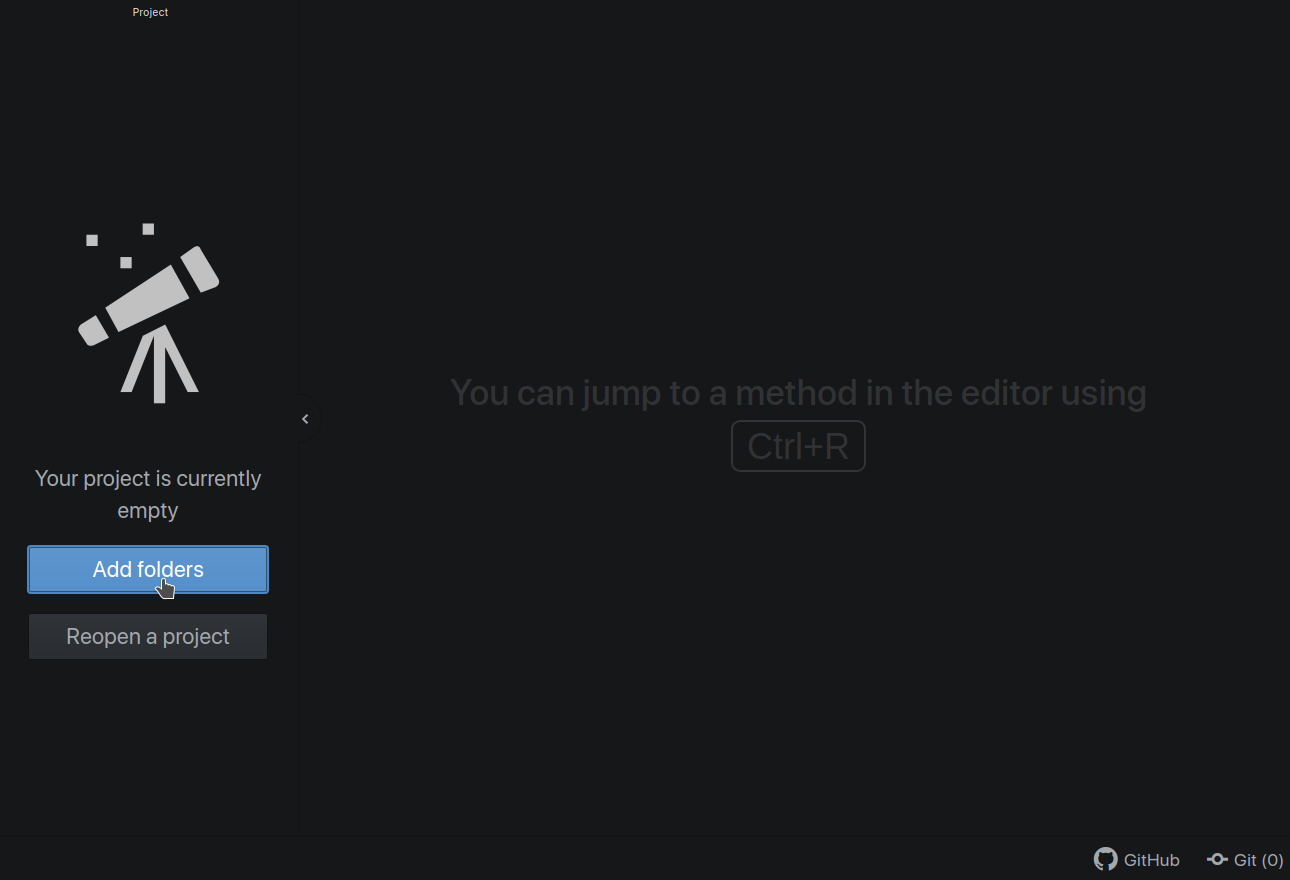 Project
You can jump to a method in the editor using
Ctrl+R
Your project is currently
empty
Add folders
Reopen a project
GitHub
Git (0)